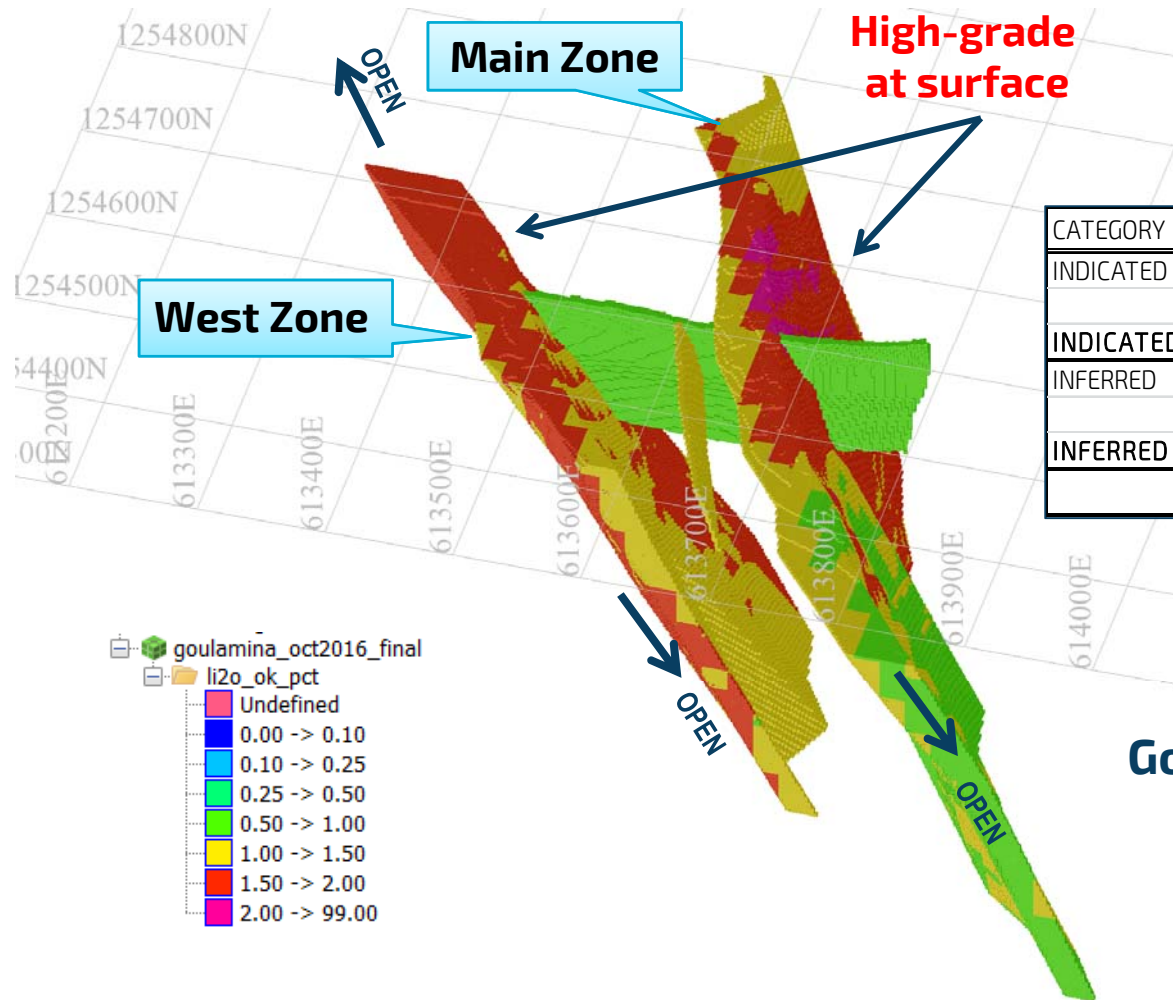 1254800N
1254700N
1254600N
1254500N
54400N
00N
OPEN
Main Zone
High-grade
at surface
West Zone
CATEGORY
INDICATED
INDICATED
INFERRED
INFERRED
613200E
613300E
613400E
613500E
613600E
613700E
613800E
613900E
614000E
OPEN
OPEN
goulamina_oct2016_final
li2o_ok_pct
Undefined
0.00 -> 0.10
0.10 -> 0.25
0.25 -> 0.50
0.50 -> 1.00
1.00 -> 1.50
1.50 -> 2.00
2.00 -> 99.00
Go